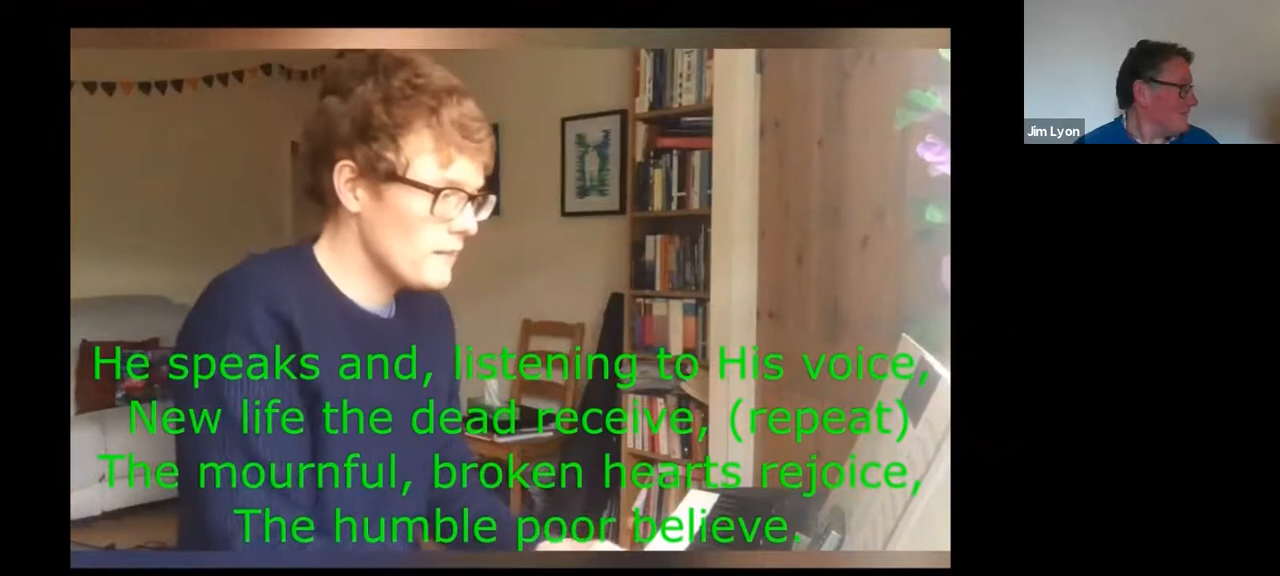 He speaks and, listening to His voice,
New life the dead receive, (repeat)
The mournful, broken hearts rejoice,
The humble poor believe.
Jim Lyon